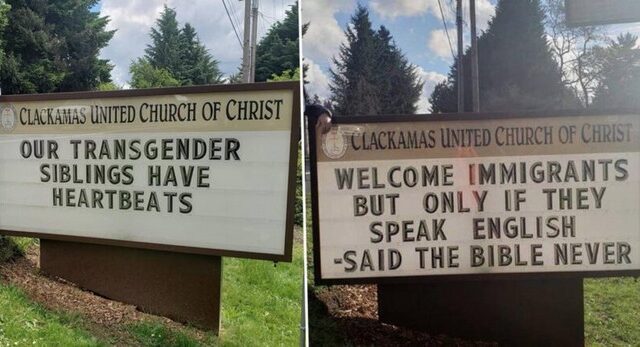 CLACKAMAS UNITED CHURCH OF CHRIST
OUR TRANSGENDER
SIBLINGS HAVE
HEARTBEATS
CLACKAMAS UNITED CHURCH OF CHRIST
WELCOME IMMIGRANTS
BUT ONLY IF THEY
SPEAK ENGLISH
-SAID THE BIBLE NEVER